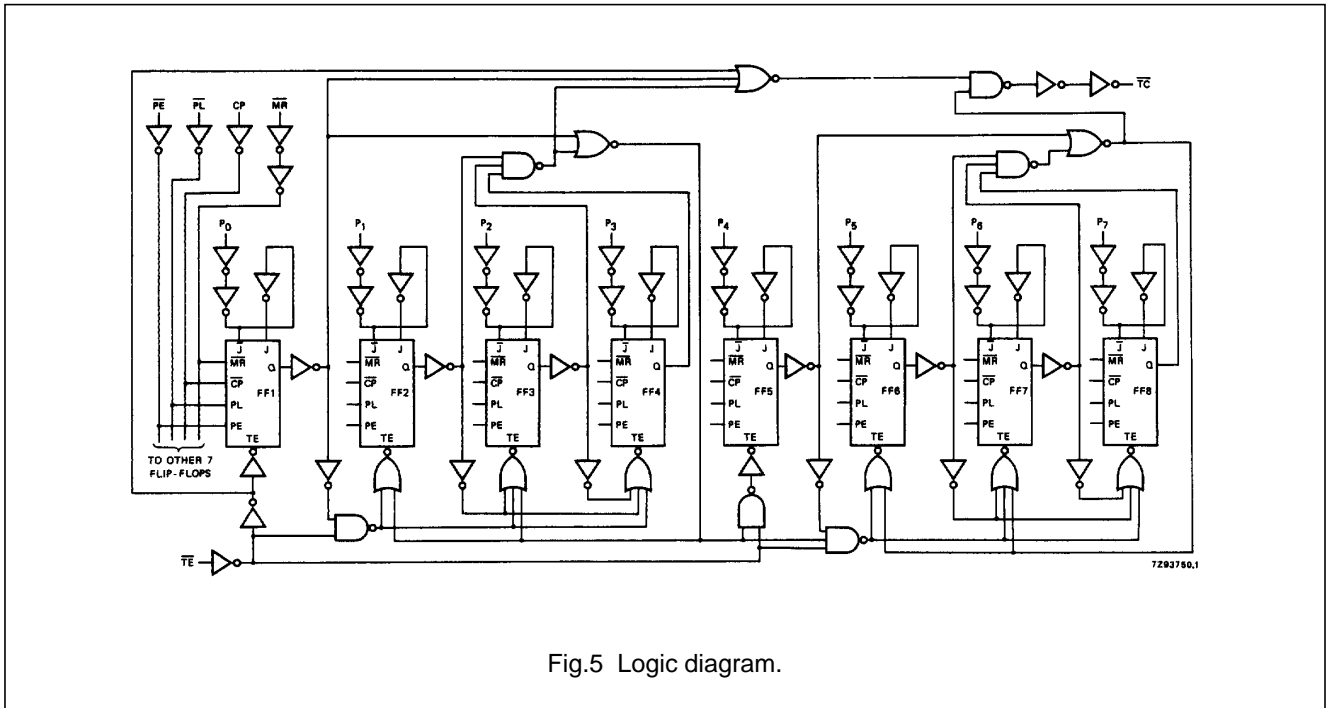 PE PL CP MR
TC
P0 P1 P2 P3 P4 P5 P6 P7
J J J J J J J J J J J J J J J J
MR Q MR Q MR Q MR Q MR Q MR Q MR Q MR Q
CP CP CP CP CP CP CP CP
FF1 FF2 FF3 FF4 FF5 FF6 FF7 FF8
PL PL PL PL PL PL PL PL
PE PE PE PE PE PE PE PE
TE TE TE TE TE TE TE TE
TO OTHER 7
FLIP-FLOPS
TE
7Z93750.1
Fig.5 Logic diagram.